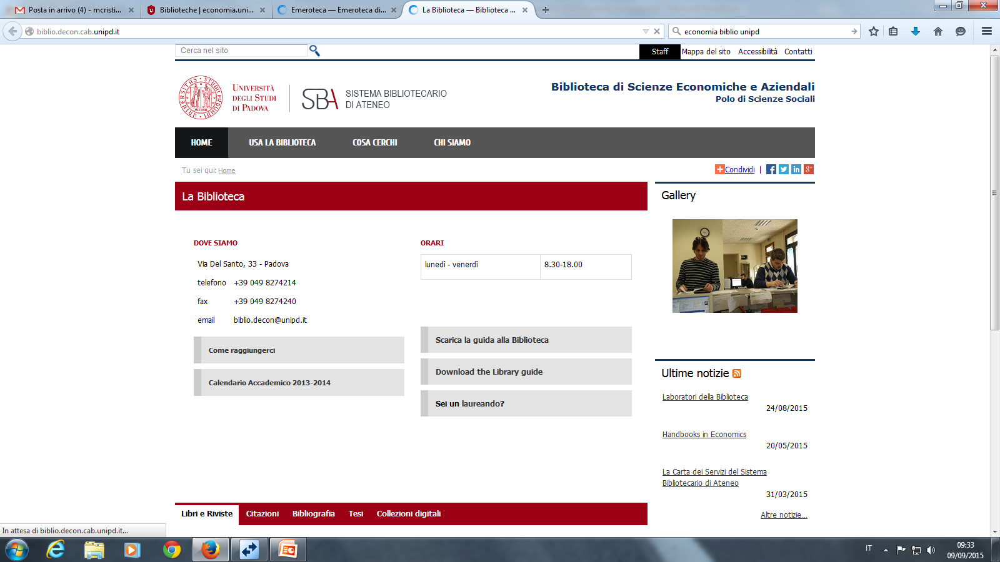 Posta in arrivo (4) - mcristi...
Biblioteche | economia.uni...
Emeroteca — Emeroteca di...
La Biblioteca — Biblioteca ...
biblio.decon.cab.unipd.it
economia biblio unipd
Cerca nel sito
Staff
Mappa del sito
Accessibilità
Contatti
UNIVERSITÀ
DEGLI STUDI
DI PADOVA
SBA
SISTEMA BIBLIOTECARIO
DI ATENEO
Biblioteca di Scienze Economiche e Aziendali
Polo di Scienze Sociali
HOME
USA LA BIBLIOTECA
COSA CERCHI
CHI SIAMO
Tu sei qui: Home
Condividi |
La Biblioteca
DOVE SIAMO
Via Del Santo, 33 - Padova
telefono +39 049 8274214
fax +39 049 8274240
email biblio.decon@unipd.it
Come raggiungerci
Calendario Accademico 2013-2014
ORARI
lunedì - venerdì 8.30-18.00
Scarica la guida alla Biblioteca
Download the Library guide
Sei un laureando?
Gallery
Ultime notizie
Laboratori della Biblioteca
24/08/2015
Handbooks in Economics
20/05/2015
La Carta dei Servizi del Sistema
Bibliotecario di Ateneo
31/03/2015
Altre notizie...
Libri e Riviste
Citazioni
Bibliografia
Tesi
Collezioni digitali
In attesa di biblio.decon.cab.unipd.it...
IT
09:33
09/09/2015